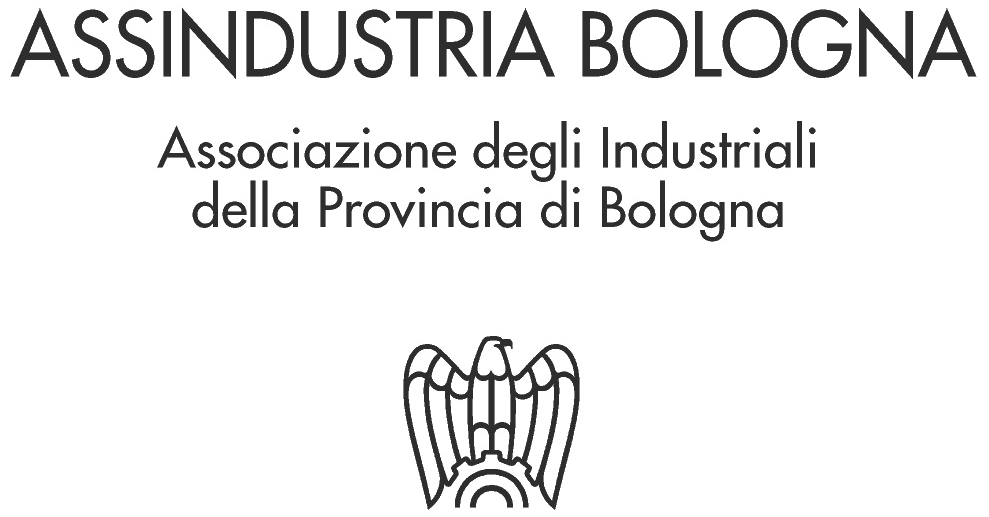 ASSINDUSTRIA BOLOGNA
Associazione degli Industriali
della Provincia di Bologna